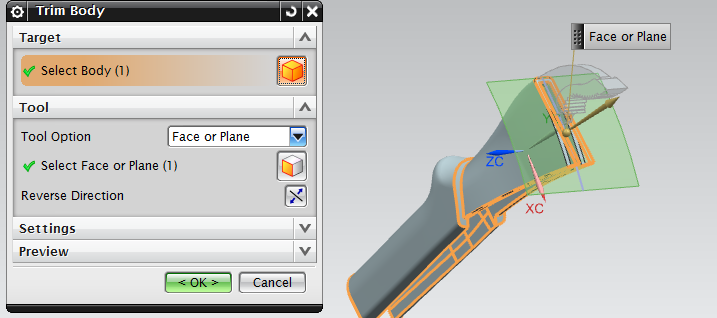 Trim Body
Target
Select Body (1)
Tool
Tool Option
Face or Plane
Select Face or Plane (1)
Reverse Direction
Settings
Preview
< OK >
Cancel
Face or Plane
Y
ZC
XC